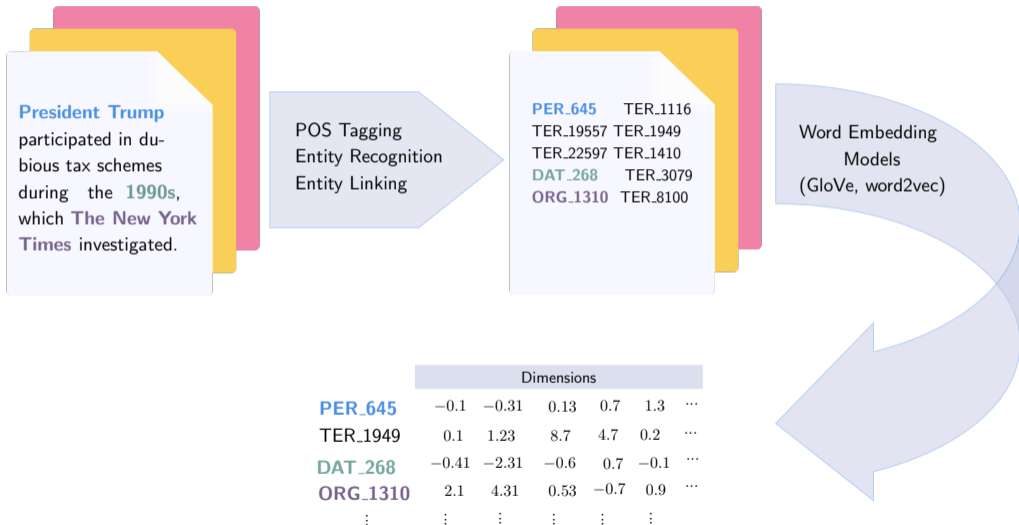 President Trump
participated in du-
bious tax schemes
during the 1990s,
which The New York
Times investigated.
POS Tagging
Entity Recognition
Entity Linking
PER_645 TER_1116
TER_19557 TER_1949
TER_22597 TER_1410
DAT_268 TER_3079
ORG_1310 TER_8100
Word Embedding
Models
(GloVe, word2vec)
Dimensions
PER_645 −0.1 −0.31 0.13 0.7 1.3 ...
TER_1949 0.1 1.23 8.7 4.7 0.2 ...
DAT_268 −0.41 −2.31 −0.6 0.7 −0.1 ...
ORG_1310 2.1 4.31 0.53 −0.7 0.9 ...
⋮ ⋮ ⋮ ⋮ ⋮ ⋮